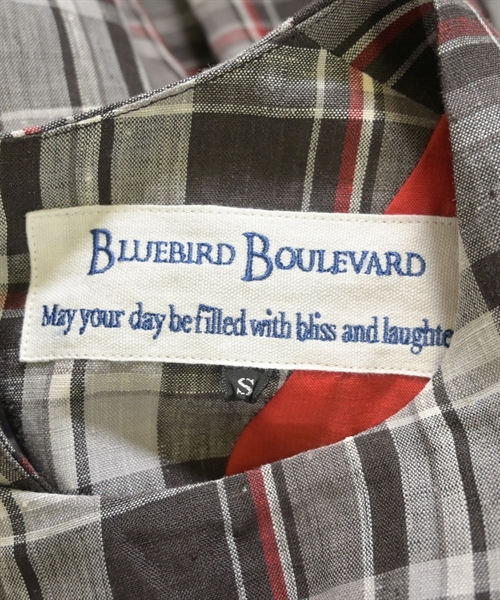 BLUEBIRD BOULEVARD
May your day be filled with bliss and laughte
S